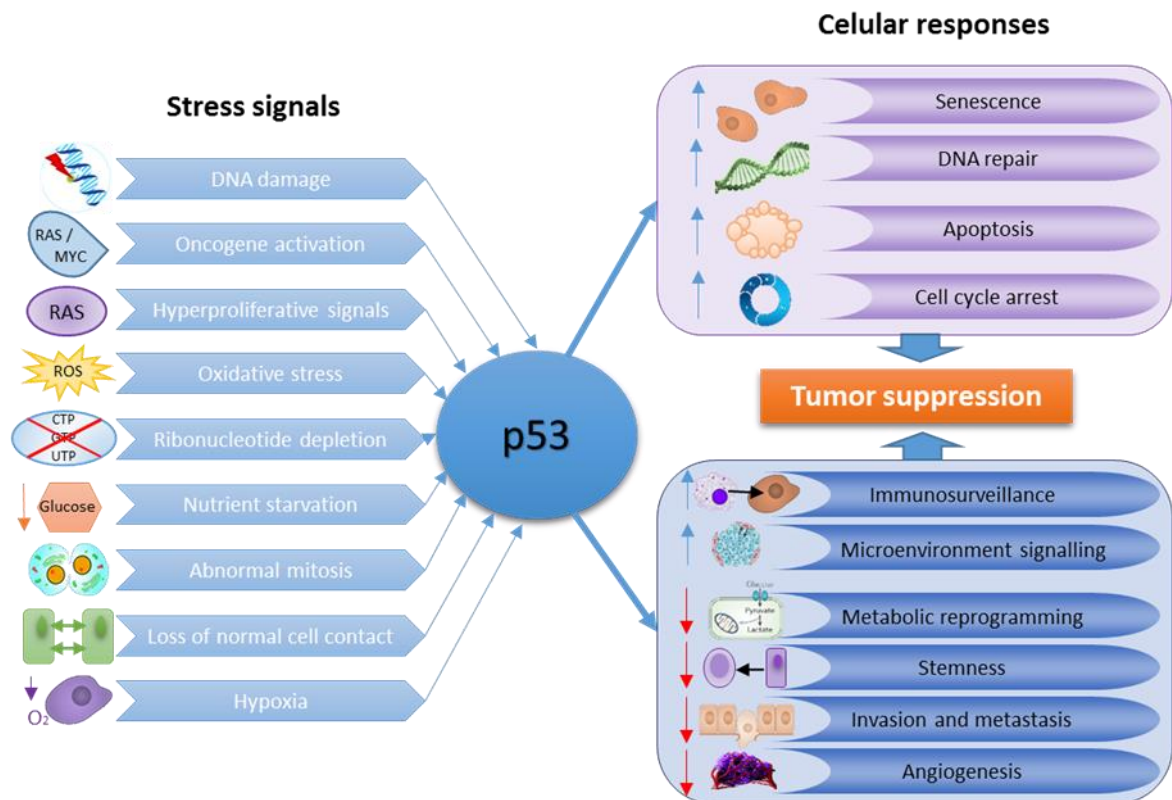 Celular responses
Stress signals
DNA damage
RAS /
MYC
Oncogene activation
RAS
Hyperproliferative signals
ROS
Oxidative stress
CTP
GTP
UTP
Ribonucleotide depletion
Glucose
Nutrient starvation
Abnormal mitosis
Loss of normal cell contact
O2
Hypoxia
p53
Senescence
DNA repair
Apoptosis
Cell cycle arrest
Tumor suppression
Immunosurveillance
Microenvironment signalling
Glucose
Pyruvate
Lactate
Metabolic reprogramming
Stemness
Invasion and metastasis
Angiogenesis